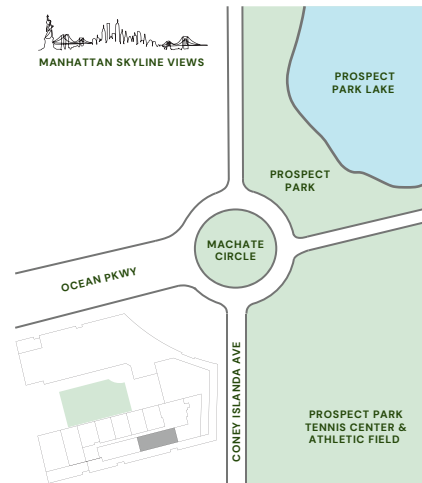 MANHATTAN SKYLINE VIEWS
PROSPECT
PARK LAKE
PROSPECT
PARK
MACHATE
CIRCLE
OCEAN PKWY
CONEY ISLANDA AVE
PROSPECT PARK
TENNIS CENTER &
ATHLETIC FIELD